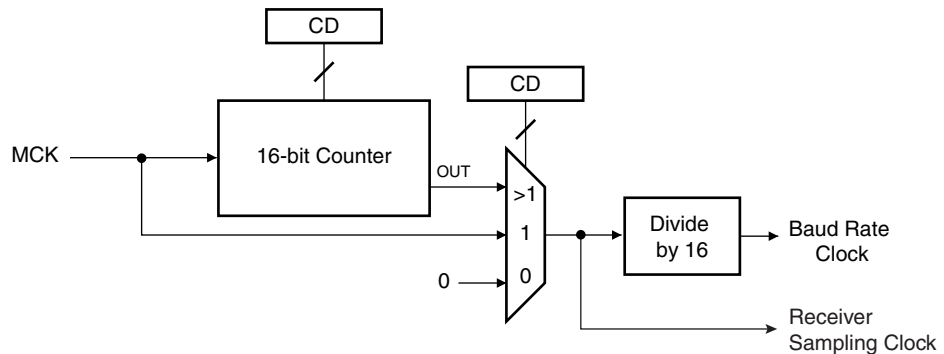 CD
CD
MCK
16-bit Counter
OUT
>1
1
0
0
Divide
by 16
Baud Rate
Clock
Receiver
Sampling Clock